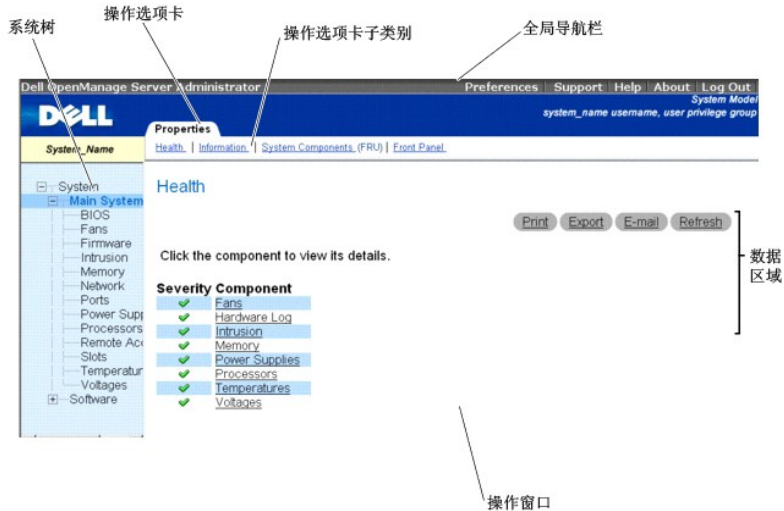 系统树
操作选项卡
操作选项卡子类别
全局导航栏
Dell OpenManage Server Administrator
Preferences Support Help About Log Out
System Model
system_name username, user privilege group
DELL
Properties
System_Name
Health | Information | System Components (FRU) | Front Panel
System
Main System
BIOS
Fans
Firmware
Intrusion
Memory
Network
Ports
Power Supp
Processors
Remote Acc
Slots
Temperatur
Voltages
Software
Health
Print Export E-mail Refresh
Click the component to view its details.
Severity Component
Fans
Hardware Log
Intrusion
Memory
Power Supplies
Processors
Temperatures
Voltages
数据
区域
操作窗口